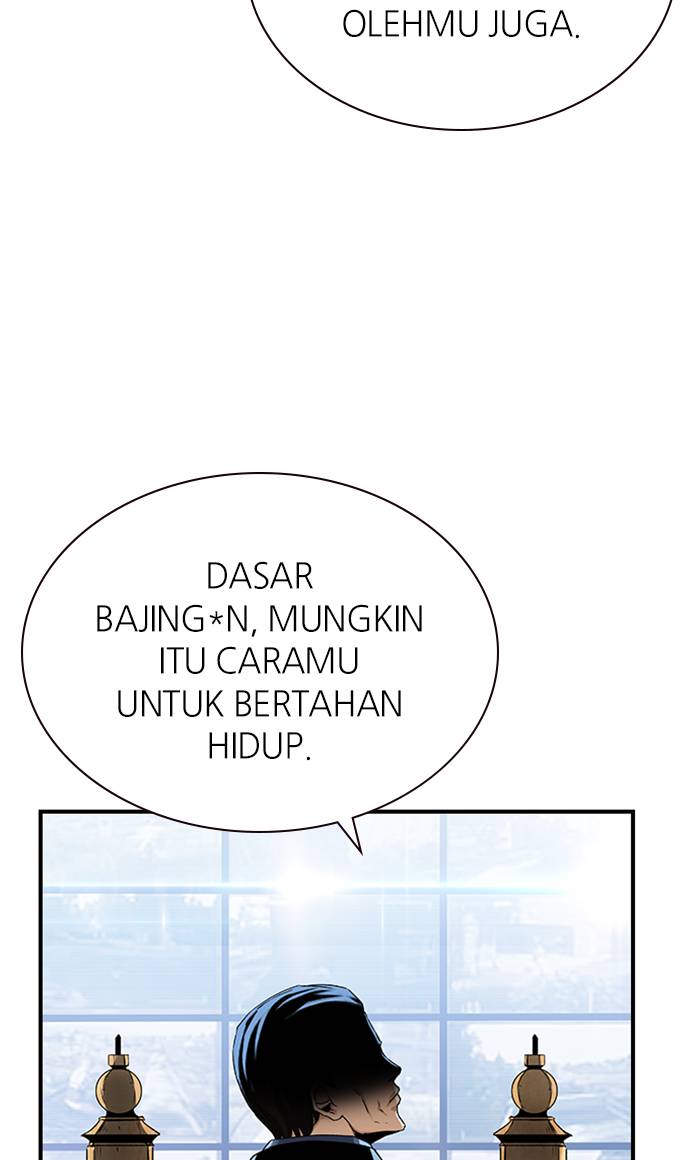 OLEHMU JUGA.
DASAR
BAJING*N, MUNGKIN
ITU CARAMU
UNTUK BERTAHAN
HIDUP.